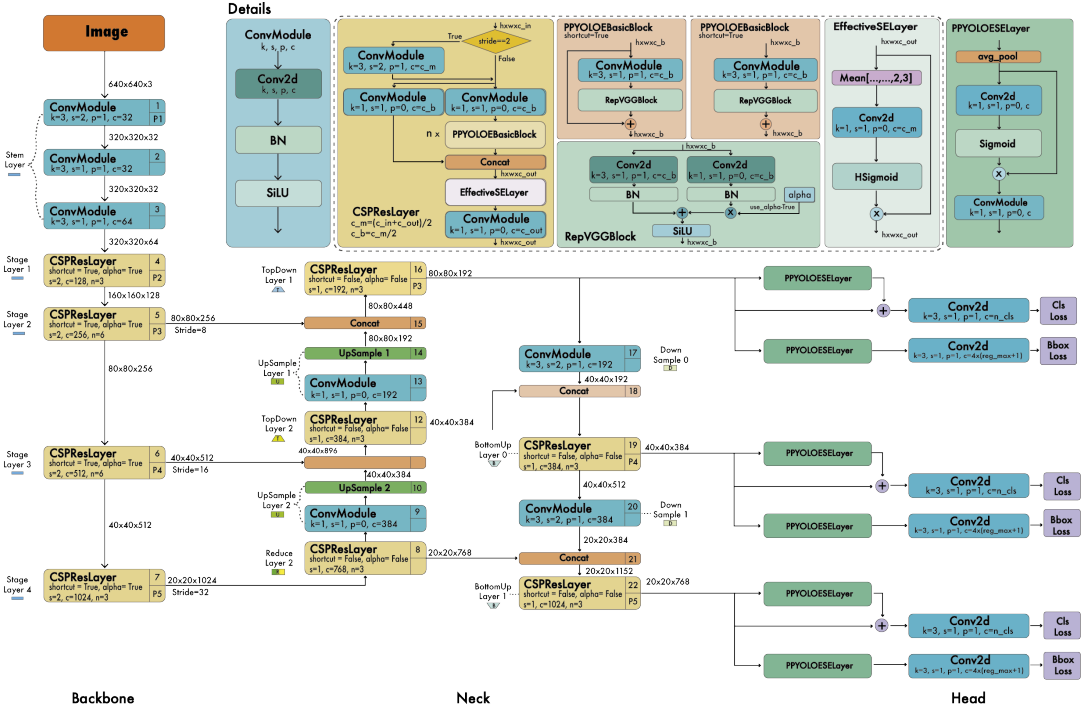 Details
Image
640x640x3
ConvModule
k=3, s=2, p=1, c=32
1
P1
320x320x32
Stem
Layer
ConvModule
k=3, s=1, p=1, c=32
2
320x320x32
ConvModule
k=3, s=1, p=1, c=64
3
320x320x64
Stage
Layer 1
CSPResLayer
shortcut = True, alpha= True
s=2, c=128, n=3
4
P2
160x160x128
Stage
Layer 2
CSPResLayer
shortcut = True, alpha= True
s=2, c=256, n=6
5
P3
80x80x256
Stride=8
80x80x256
Stage
Layer 3
CSPResLayer
shortcut = True, alpha= True
s=2, c=512, n=6
6
P4
40x40x512
Stride=16
40x40x512
Stage
Layer 4
CSPResLayer
shortcut = True, alpha= True
s=2, c=1024, n=3
7
P5
20x20x1024
Stride=32
Backbone
ConvModule
k, s, p, c
Conv2d
k, s, p, c
BN
SiLU
hxwxc_in
stride==2
True
False
ConvModule
k=3, s=2, p=1, c=c_m
ConvModule
k=1, s=1, p=0, c=c_b
ConvModule
k=1, s=1, p=0, c=c_b
n x
PPYOLOEBasicBlock
Concat
hxwxc_out
EffectiveSELayer
CSPResLayer
c_m=(c_in+c_out)/2
c_b=c_m/2
ConvModule
k=1, s=1, p=0, c=c_out
hxwxc_out
PPYOLOEBasicBlock
shortcut=True
hxwxc_b
ConvModule
k=3, s=1, p=1, c=c_b
RepVGGBlock
+
hxwxc_b
PPYOLOEBasicBlock
shortcut=True
hxwxc_b
ConvModule
k=3, s=1, p=1, c=c_b
RepVGGBlock
+
hxwxc_b
hxwxc_b
Conv2d
k=3, s=1, p=1, c=c_b
Conv2d
k=1, s=1, p=0, c=c_b
BN
BN
alpha
use_alpha=True
+
x
SiLU
hxwxc_b
RepVGGBlock
EffectiveSELayer
hxwxc_out
Mean[...,...,2,3]
Conv2d
k=1, s=1, p=0, c=c_m
HSigmoid
x
hxwxc_out
PPYOLOESELayer
avg_pool
Conv2d
k=1, s=1, p=0, c
Sigmoid
x
ConvModule
k=1, s=1, p=0, c
TopDown
Layer 1
T
CSPResLayer
shortcut = False, alpha= False
s=1, c=192, n=3
16
P3
80x80x192
80x80x448
Concat
15
80x80x192
UpSample 1
14
UpSample
Layer 1
U
ConvModule
k=1, s=1, p=0, c=192
13
TopDown
Layer 2
T
CSPResLayer
shortcut = False, alpha= False
s=1, c=384, n=3
12
40x40x384
40x40x896
40x40x384
UpSample 2
10
UpSample
Layer 2
U
ConvModule
k=1, s=1, p=0, c=384
9
Reduce
Layer 2
CSPResLayer
shortcut = False, alpha= False
s=1, c=768, n=3
8
20x20x768
ConvModule
k=3, s=2, p=1, c=192
17
Down
Sample 0
D
40x40x192
Concat
18
BottomUp
Layer 0
B
CSPResLayer
shortcut = False, alpha= False
s=1, c=384, n=3
19
P4
40x40x384
40x40x512
ConvModule
k=3, s=2, p=1, c=384
20
Down
Sample 1
D
20x20x384
Concat
21
20x20x1152
BottomUp
Layer 1
B
CSPResLayer
shortcut = False, alpha= False
s=1, c=1024, n=3
22
P5
20x20x768
Neck
PPYOLOESELayer
+
Conv2d
k=3, s=1, p=1, c=n_cls
Cls
Loss
PPYOLOESELayer
Conv2d
k=3, s=1, p=1, c=4x(reg_max+1)
Bbox
Loss
PPYOLOESELayer
+
Conv2d
k=3, s=1, p=1, c=n_cls
Cls
Loss
PPYOLOESELayer
Conv2d
k=3, s=1, p=1, c=4x(reg_max+1)
Bbox
Loss
PPYOLOESELayer
+
Conv2d
k=3, s=1, p=1, c=n_cls
Cls
Loss
PPYOLOESELayer
Conv2d
k=3, s=1, p=1, c=4x(reg_max+1)
Bbox
Loss
Head